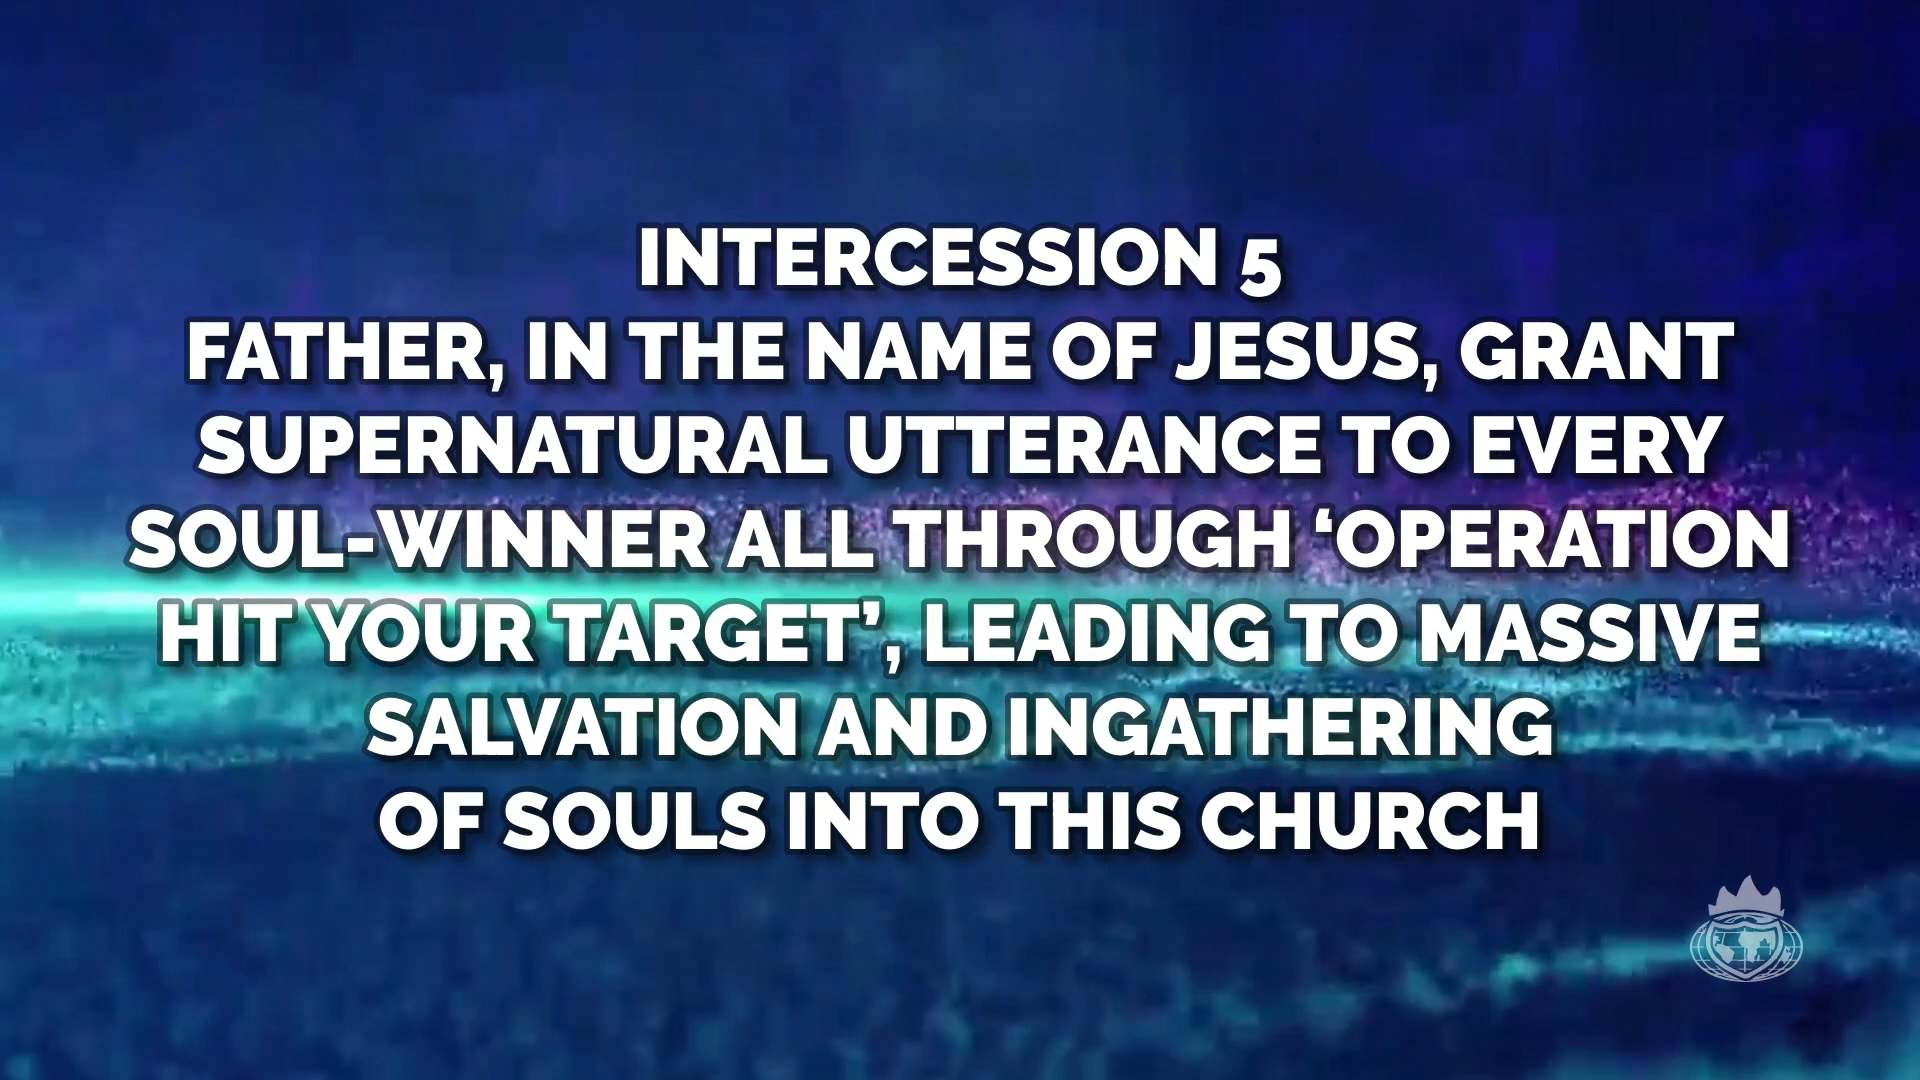 INTERCESSION 5
FATHER, IN THE NAME OF JESUS, GRANT
SUPERNATURAL UTTERANCE TO EVERY
SOUL-WINNER ALL THROUGH ‘OPERATION
HIT YOUR TARGET’, LEADING TO MASSIVE
SALVATION AND INGATHERING
OF SOULS INTO THIS CHURCH